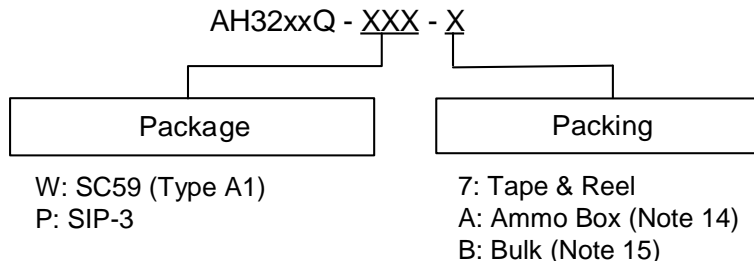 AH32xxQ - XXX - X
Package
Packing
W: SC59 (Type A1)
P: SIP-3
7: Tape & Reel
A: Ammo Box (Note 14)
B: Bulk (Note 15)